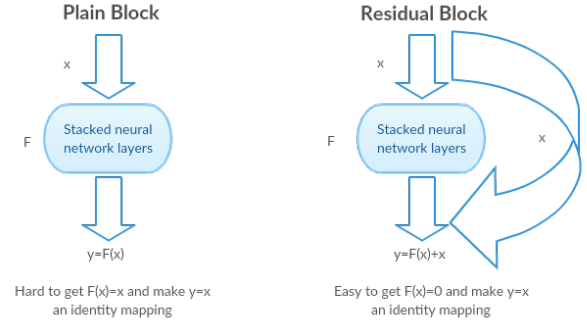 Plain Block
x
F
Stacked neural
network layers
y=F(x)
Hard to get F(x)=x and make y=x
an identity mapping
Residual Block
x
F
Stacked neural
network layers
x
y=F(x)+x
Easy to get F(x)=0 and make y=x
an identity mapping